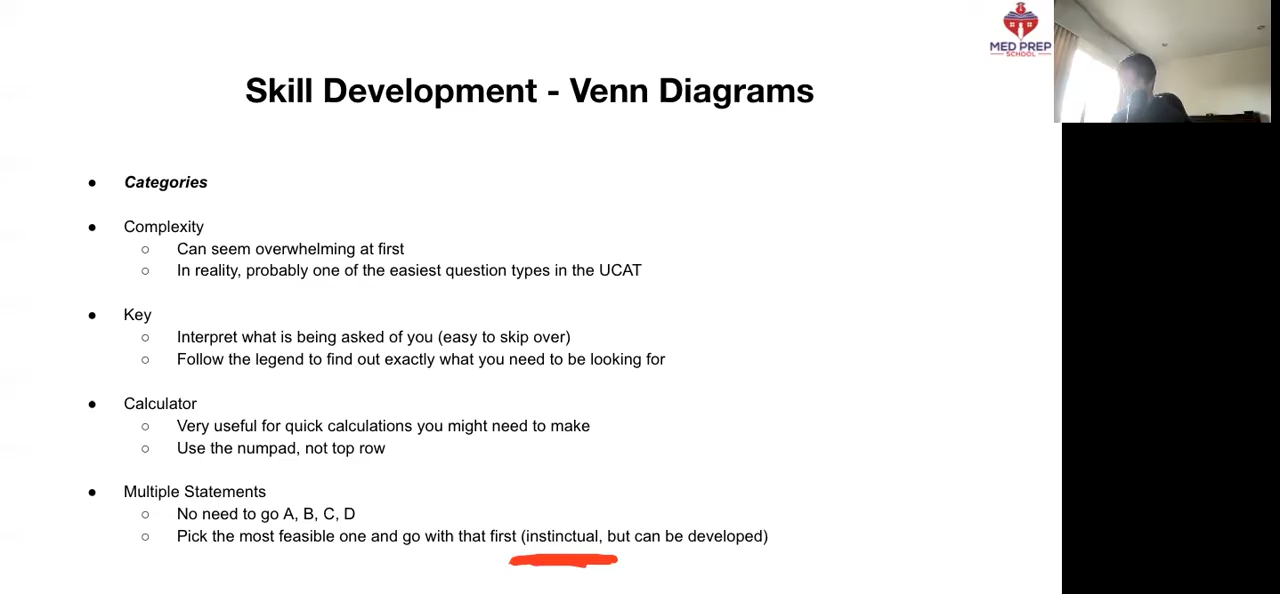 MED PREP
SCHOOL
Skill Development - Venn Diagrams
● Categories
● Complexity
○ Can seem overwhelming at first
○ In reality, probably one of the easiest question types in the UCAT
● Key
○ Interpret what is being asked of you (easy to skip over)
○ Follow the legend to find out exactly what you need to be looking for
● Calculator
○ Very useful for quick calculations you might need to make
○ Use the numpad, not top row
● Multiple Statements
○ No need to go A, B, C, D
○ Pick the most feasible one and go with that first (instinctual, but can be developed)